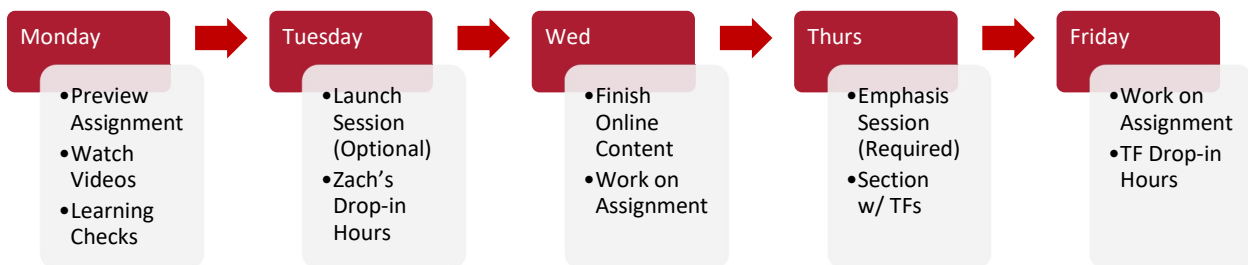 Monday
•Preview
Assignment
•Watch
Videos
•Learning
Checks
Tuesday
•Launch
Session
(Optional)
•Zach’s
Drop-in
Hours
Wed
•Finish
Online
Content
•Work on
Assignment
Thurs
•Emphasis
Session
(Required)
•Section
w/ TFs
Friday
•Work on
Assignment
•TF Drop-in
Hours